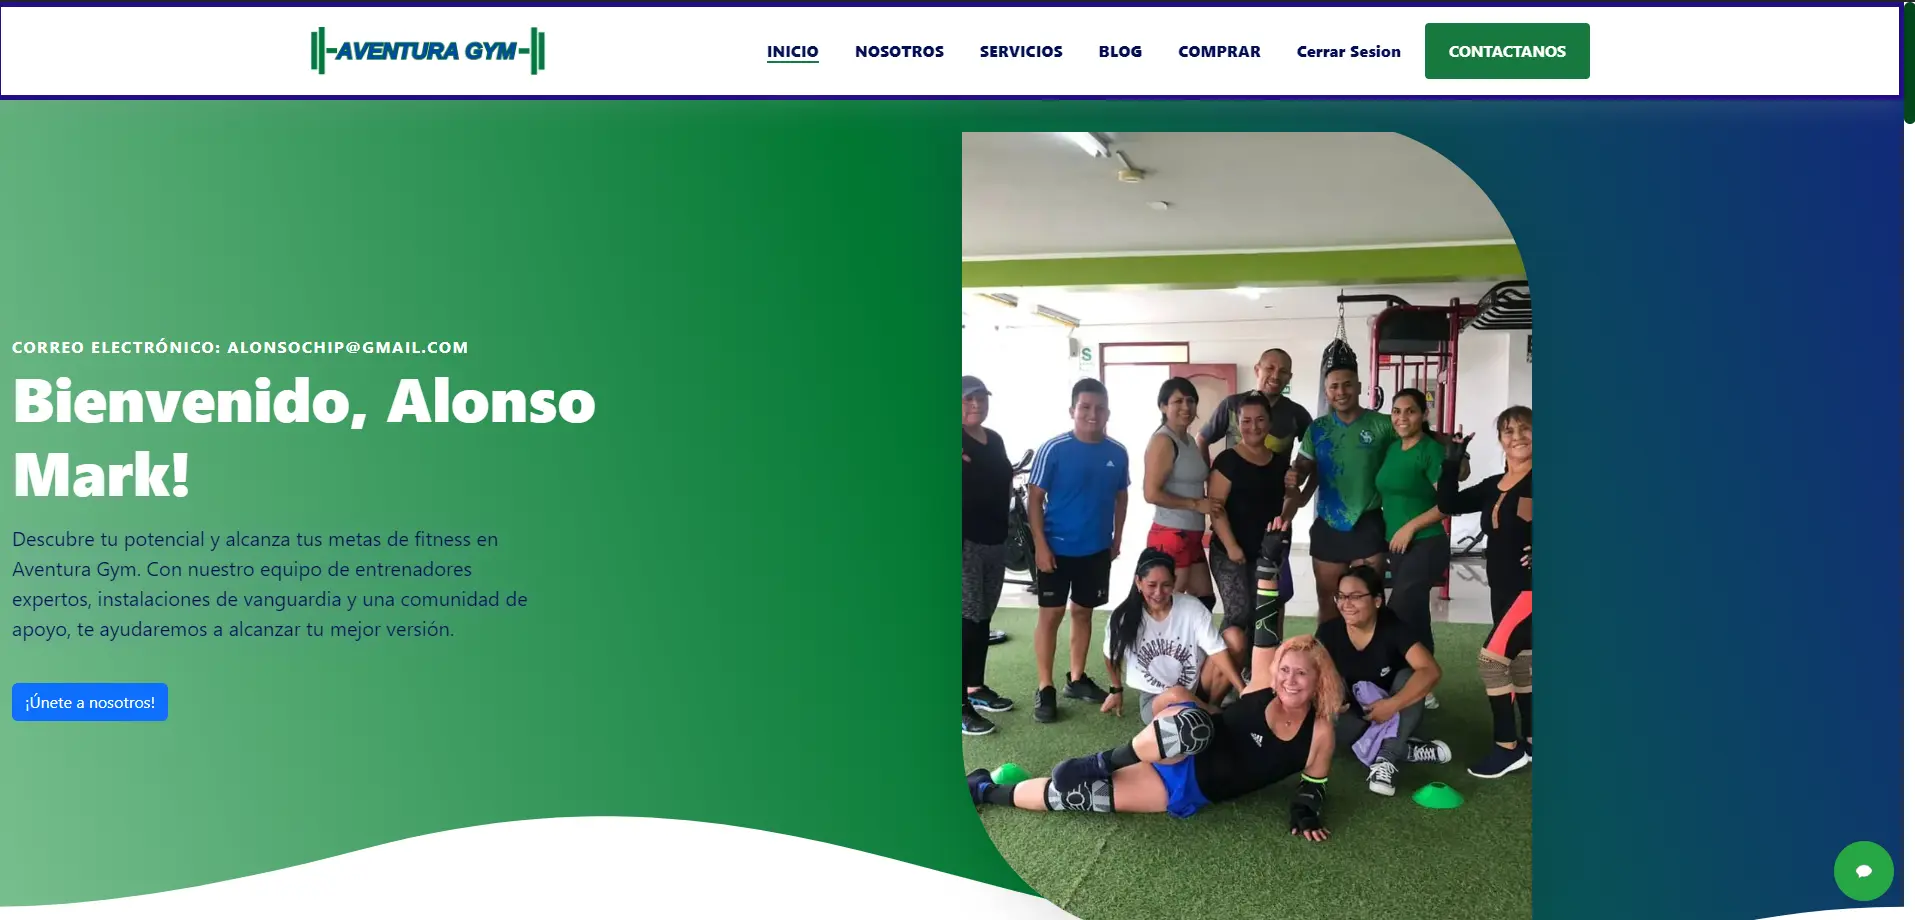 AVENTURA GYM
INICIO
NOSOTROS
SERVICIOS
BLOG
COMPRAR
Cerrar Sesion
CONTACTANOS
CORREO ELECTRÓNICO: ALONSOCHIP@GMAIL.COM
Bienvenido, Alonso
Mark!
Descubre tu potencial y alcanza tus metas de fitness en
Aventura Gym. Con nuestro equipo de entrenadores
expertos, instalaciones de vanguardia y una comunidad de
apoyo, te ayudaremos a alcanzar tu mejor versión.
¡Únete a nosotros!
S